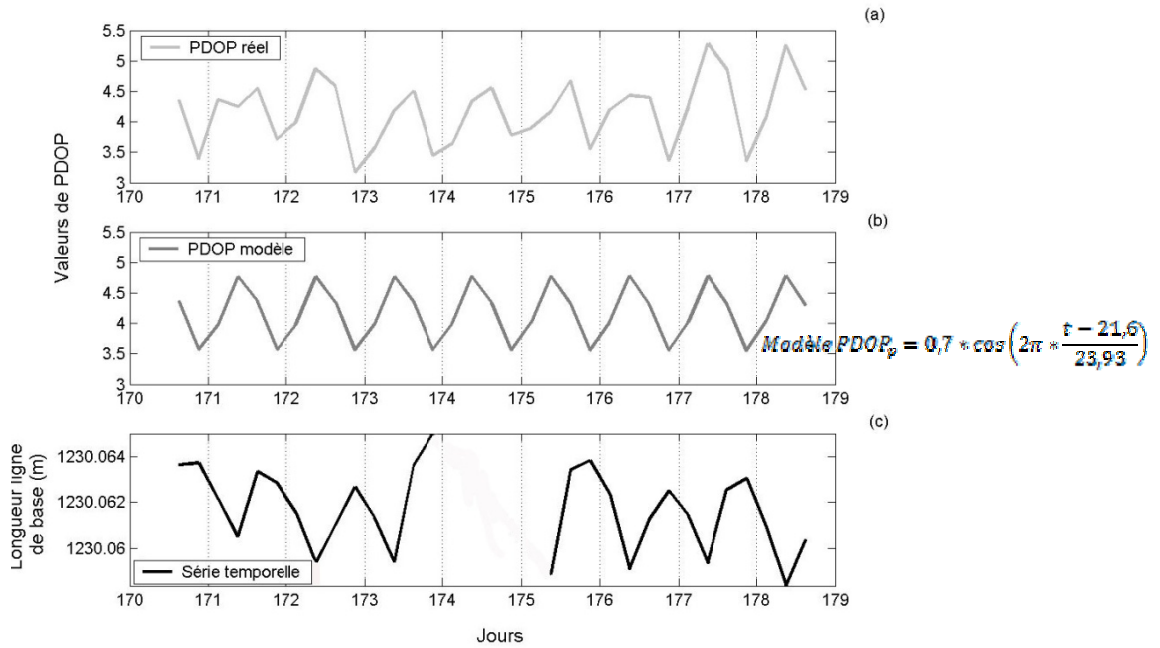 (a)
5.5
5
4.5
4
3.5
3
PDOP réel
170 171 172 173 174 175 176 177 178 179
Valeurs de PDOP
(b)
5.5
5
4.5
4
3.5
3
PDOP modèle
170 171 172 173 174 175 176 177 178 179
Modèle PDOPₚ = 0,7 * cos(2π * (t − 21,6)/23,93)
(c)
Longueur ligne
de base (m)
1230.064
1230.062
1230.06
Série temporelle
170 171 172 173 174 175 176 177 178 179
Jours